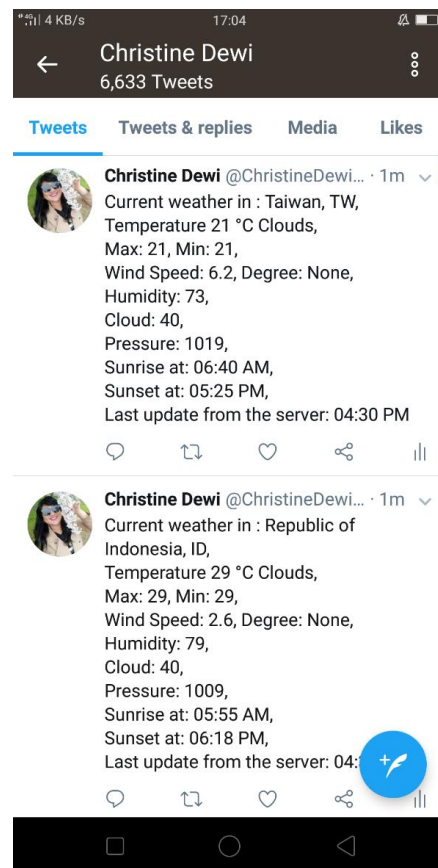 4G 4 KB/s 17:04
Christine Dewi
6,633 Tweets
Tweets Tweets & replies Media Likes
Christine Dewi @ChristineDewi... · 1m
Current weather in : Taiwan, TW,
Temperature 21 °C Clouds,
Max: 21, Min: 21,
Wind Speed: 6.2, Degree: None,
Humidity: 73,
Cloud: 40,
Pressure: 1019,
Sunrise at: 06:40 AM,
Sunset at: 05:25 PM,
Last update from the server: 04:30 PM
Christine Dewi @ChristineDewi... · 1m
Current weather in : Republic of
Indonesia, ID,
Temperature 29 °C Clouds,
Max: 29, Min: 29,
Wind Speed: 2.6, Degree: None,
Humidity: 79,
Cloud: 40,
Pressure: 1009,
Sunrise at: 05:55 AM,
Sunset at: 06:18 PM,
Last update from the server: 04: